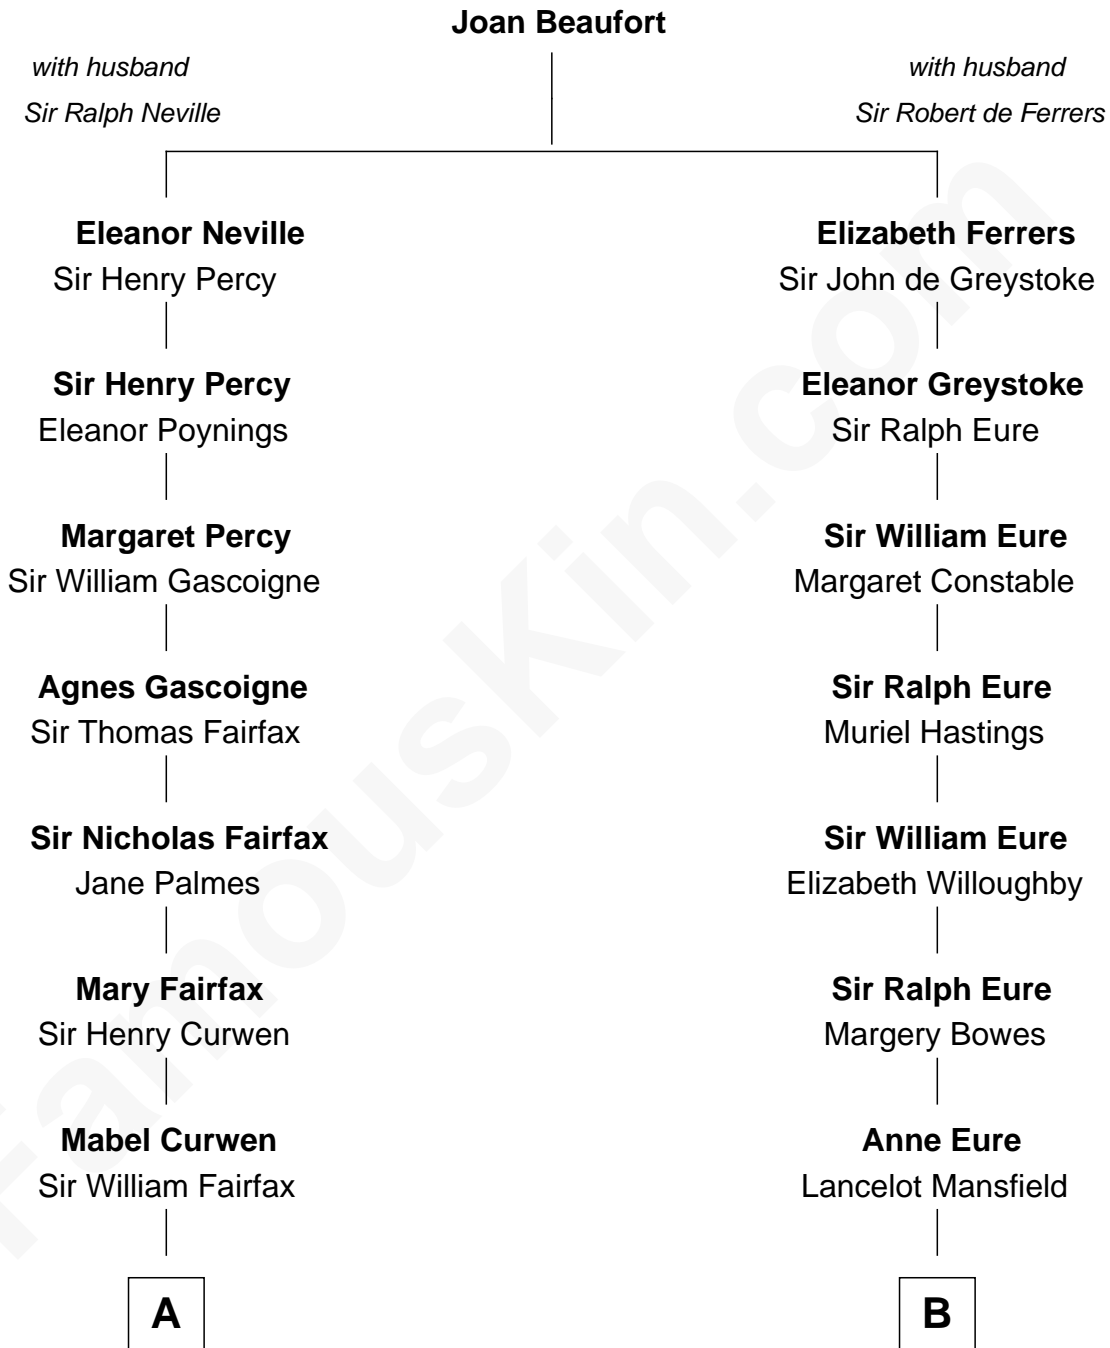 Joan Beaufort
with husband
Sir Ralph Neville
with husband
Sir Robert de Ferrers
Eleanor Neville
Sir Henry Percy
Sir Henry Percy
Eleanor Poynings
Margaret Percy
Sir William Gascoigne
Agnes Gascoigne
Sir Thomas Fairfax
Sir Nicholas Fairfax
Jane Palmes
Mary Fairfax
Sir Henry Curwen
Mabel Curwen
Sir William Fairfax
A
Elizabeth Ferrers
Sir John de Greystoke
Eleanor Greystoke
Sir Ralph Eure
Sir William Eure
Margaret Constable
Sir Ralph Eure
Muriel Hastings
Sir William Eure
Elizabeth Willoughby
Sir Ralph Eure
Margery Bowes
Anne Eure
Lancelot Mansfield
B
FamousKin.com